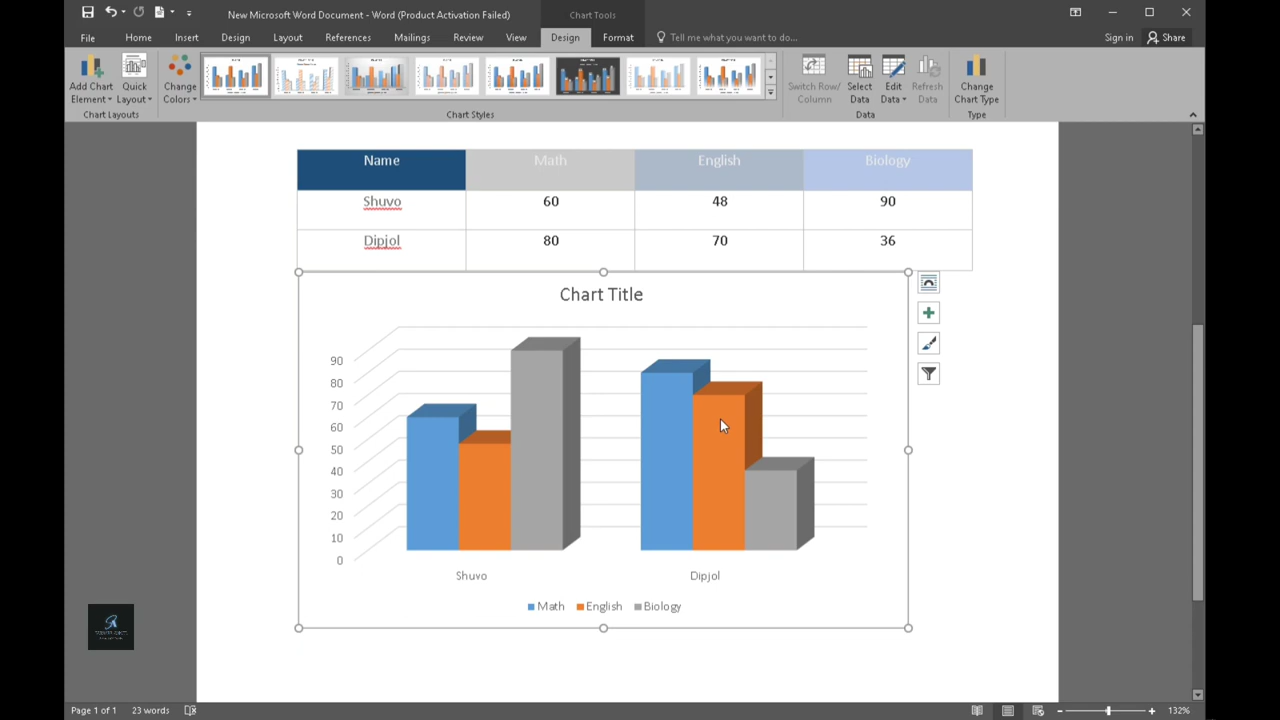 New Microsoft Word Document - Word (Product Activation Failed)
Chart Tools
File Home Insert Design Layout References Mailings Review View Design Format Tell me what you want to do... Sign in Share
Add Chart Element
Quick Layout
Change Colors
Switch Row/ Column
Select Data
Edit Data
Refresh Data
Change Chart Type
Chart Layouts Chart Styles Data Type
Name Math English Biology
Shuvo 60 48 90
Dipjol 80 70 36
Chart Title
90
80
70
60
50
40
30
20
10
0
Shuvo Dipjol
Math English Biology
Page 1 of 1 23 words 132%